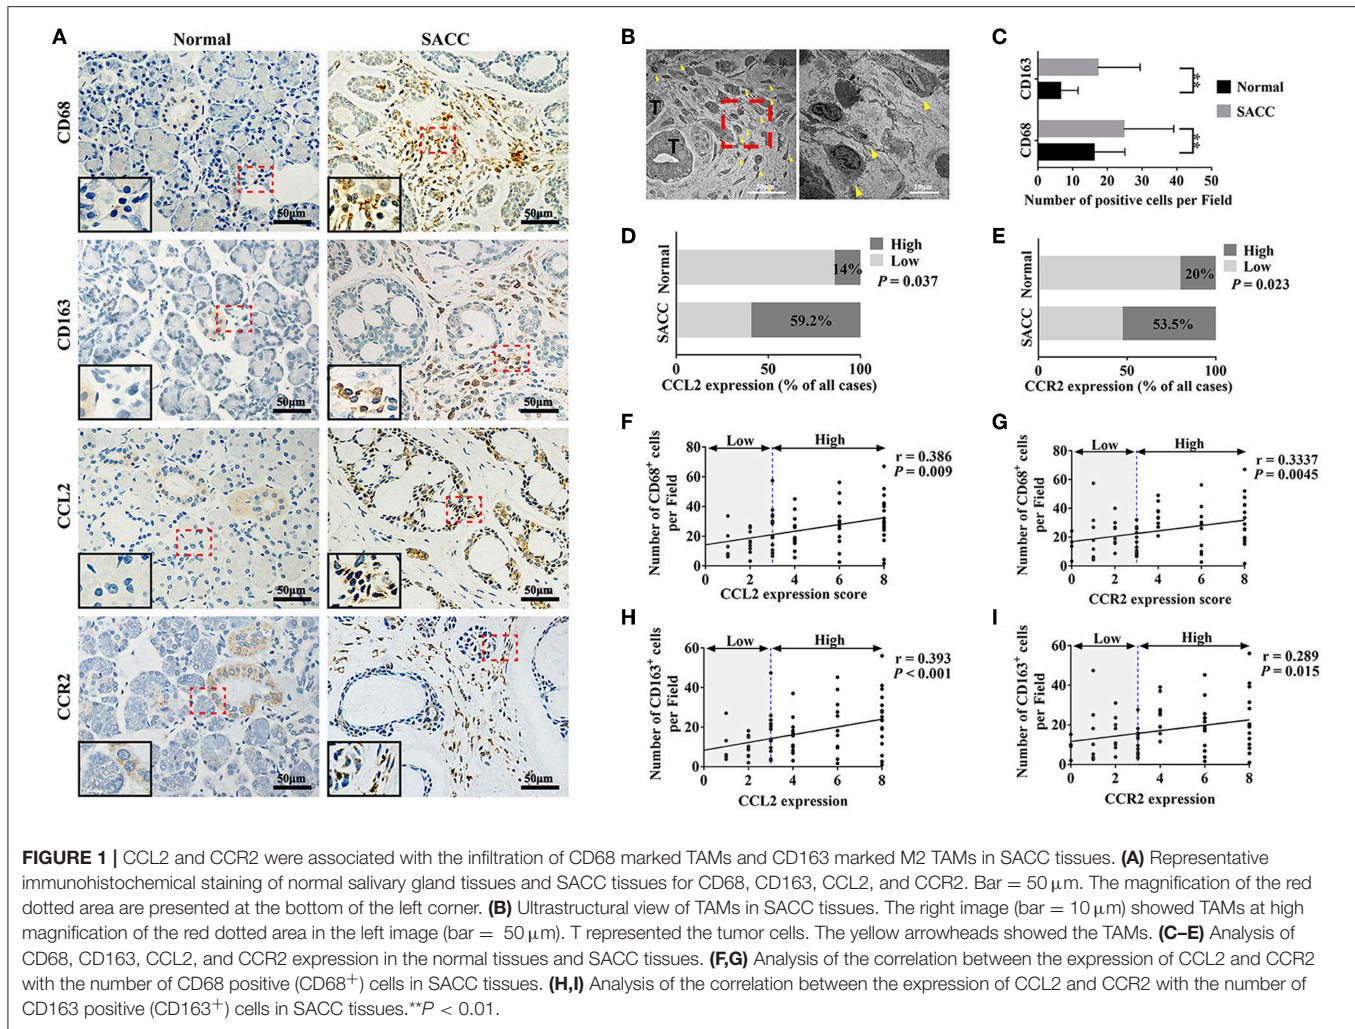 A
Normal
SACC
CD68
50μm
50μm
CD163
50μm
50μm
CCL2
50μm
50μm
CCR2
50μm
50μm
B
T
T
50μm
10μm
C
CD163
CD68
**
**
Normal
SACC
0 10 20 30 40 50
Number of positive cells per Field
D
Normal
SACC
14%
59.2%
High
Low
P = 0.037
0 50 100
CCL2 expression (% of all cases)
E
Normal
SACC
20%
53.5%
High
Low
P = 0.023
0 50 100
CCR2 expression (% of all cases)
F
Number of CD68+ cells
per Field
80
60
40
20
0
Low High
r = 0.386
P = 0.009
0 2 4 6 8
CCL2 expression score
G
Number of CD68+ cells
per Field
80
60
40
20
0
Low High
r = 0.3337
P = 0.0045
0 2 4 6 8
CCR2 expression score
H
Number of CD163+ cells
per Field
60
40
20
0
Low High
r = 0.393
P < 0.001
0 2 4 6 8
CCL2 expression
I
Number of CD163+ cells
per Field
60
40
20
0
Low High
r = 0.289
P = 0.015
0 2 4 6 8
CCR2 expression
FIGURE 1 | CCL2 and CCR2 were associated with the infiltration of CD68 marked TAMs and CD163 marked M2 TAMs in SACC tissues. (A) Representative
immunohistochemical staining of normal salivary gland tissues and SACC tissues for CD68, CD163, CCL2, and CCR2. Bar = 50 μm. The magnification of the red
dotted area are presented at the bottom of the left corner. (B) Ultrastructural view of TAMs in SACC tissues. The right image (bar = 10 μm) showed TAMs at high
magnification of the red dotted area in the left image (bar = 50 μm). T represented the tumor cells. The yellow arrowheads showed the TAMs. (C–E) Analysis of
CD68, CD163, CCL2, and CCR2 expression in the normal tissues and SACC tissues. (F,G) Analysis of the correlation between the expression of CCL2 and CCR2
with the number of CD68 positive (CD68+) cells in SACC tissues. (H,I) Analysis of the correlation between the expression of CCL2 and CCR2 with the number of
CD163 positive (CD163+) cells in SACC tissues.**P < 0.01.